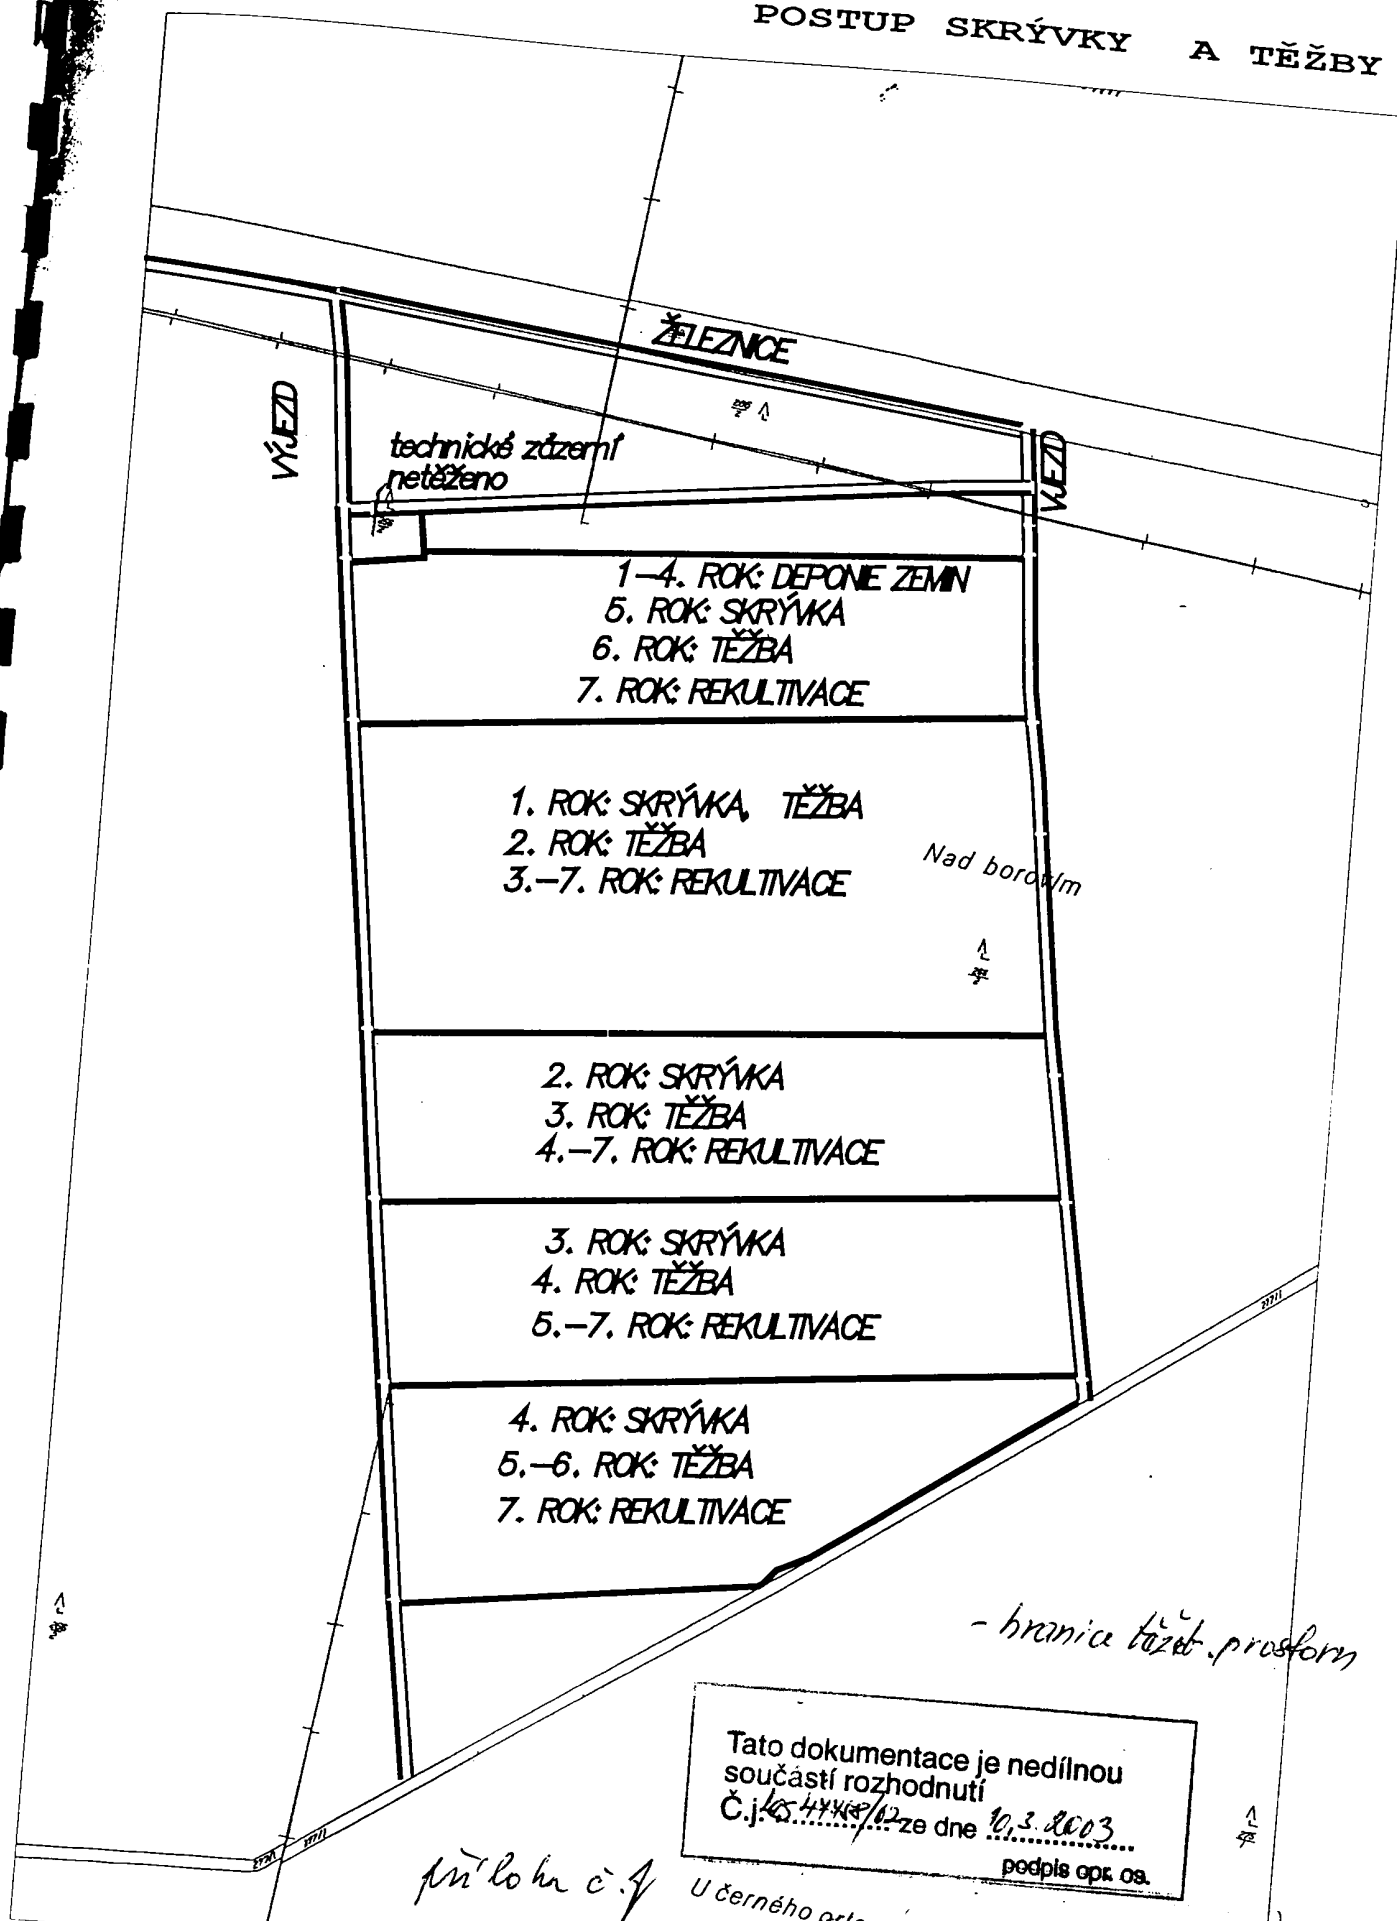 POSTUP SKRÝVKY A TĚŽBY
ŽELEZNICE
VÝJEZD
VJEZD
technické zázemí
netěženo
1-4. ROK: DEPONIE ZEMIN
5. ROK: SKRÝVKA
6. ROK: TĚŽBA
7. ROK: REKULTIVACE
1. ROK: SKRÝVKA, TĚŽBA
2. ROK: TĚŽBA
3.-7. ROK: REKULTIVACE
Nad borovím
2. ROK: SKRÝVKA
3. ROK: TĚŽBA
4.-7. ROK: REKULTIVACE
3. ROK: SKRÝVKA
4. ROK: TĚŽBA
5.-7. ROK: REKULTIVACE
4. ROK: SKRÝVKA
5.-6. ROK: TĚŽBA
7. ROK: REKULTIVACE
- hranice těžeb. prostoru
Tato dokumentace je nedílnou
součástí rozhodnutí
Č.j. ze dne 10.3.2003
podpis opr. os.
příloha č.
U černého